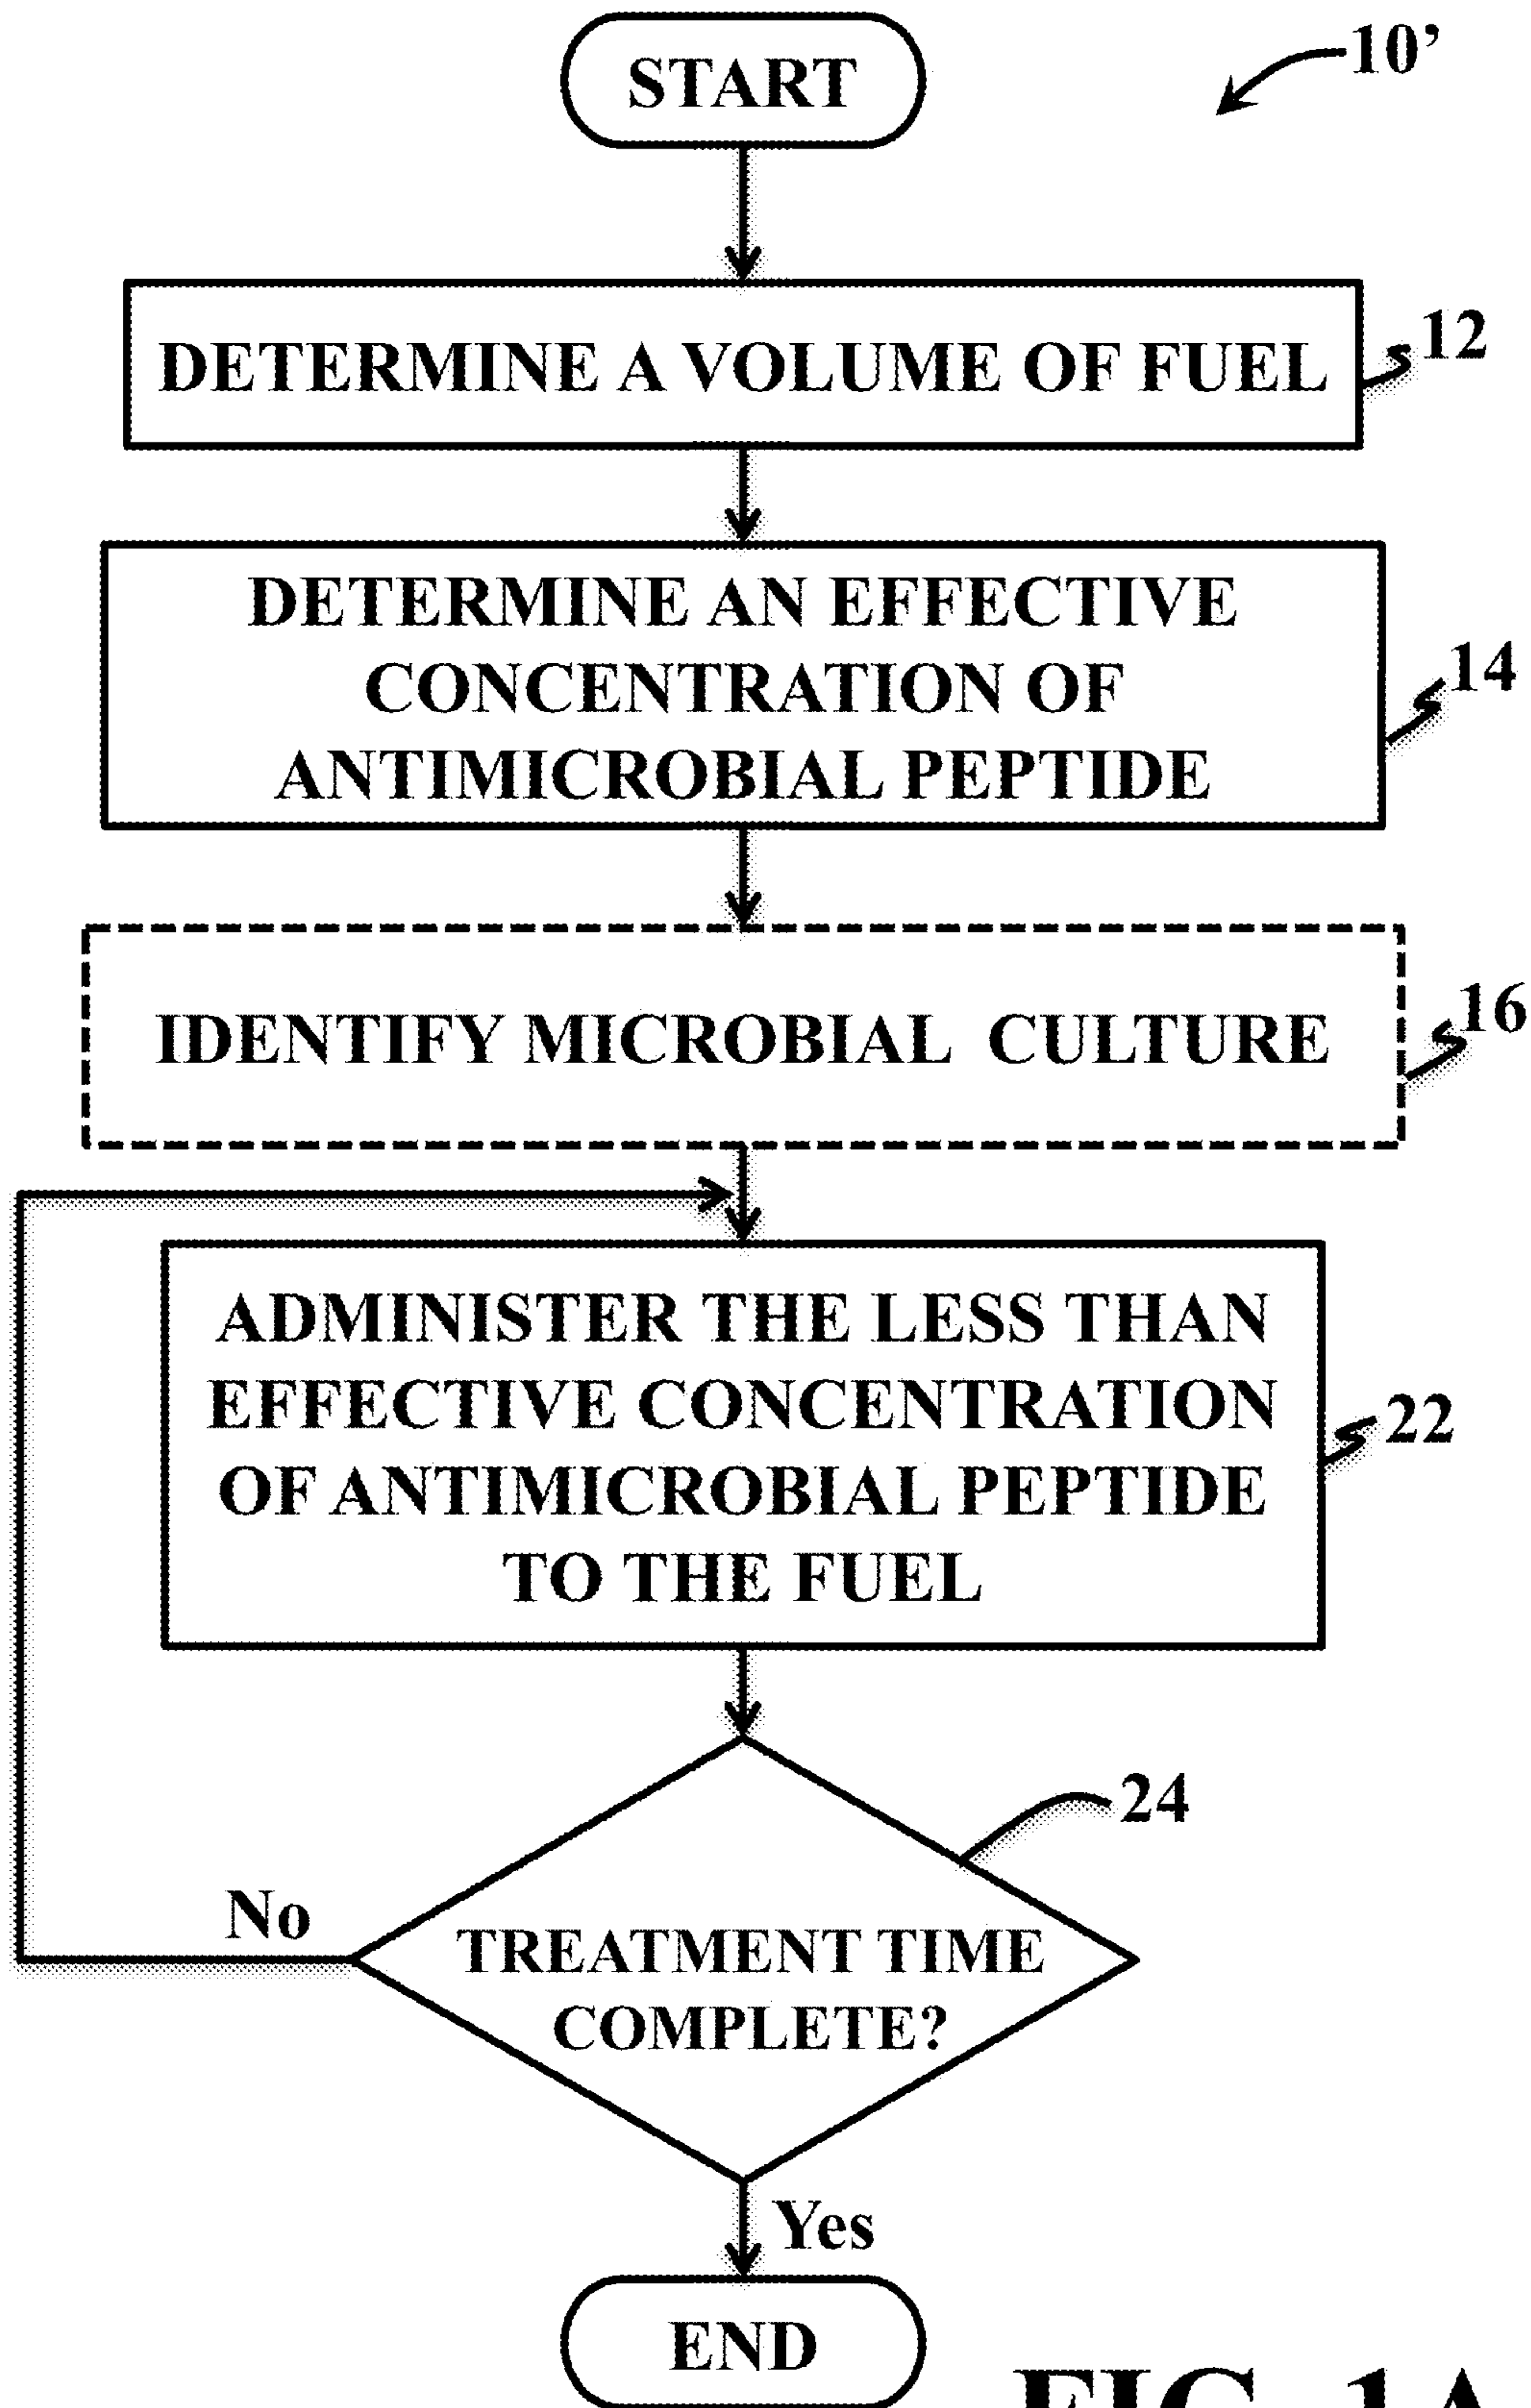 START
10’
DETERMINE A VOLUME OF FUEL
12
DETERMINE AN EFFECTIVE
CONCENTRATION OF
ANTIMICROBIAL PEPTIDE
14
IDENTIFY MICROBIAL CULTURE
16
ADMINISTER THE LESS THAN
EFFECTIVE CONCENTRATION
OF ANTIMICROBIAL PEPTIDE
TO THE FUEL
22
24
No
TREATMENT TIME
COMPLETE?
Yes
END
FIG. 1A